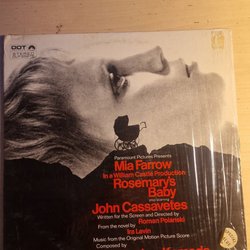 DOT
Paramount Pictures Presents
Mia Farrow
In a William Castle Production
Rosemary's
Baby
John Cassavetes
Written for the Screen and Directed by
Roman Polanski
From the novel by
Ira Levin
Music from the Original Motion Picture Score
Composed by